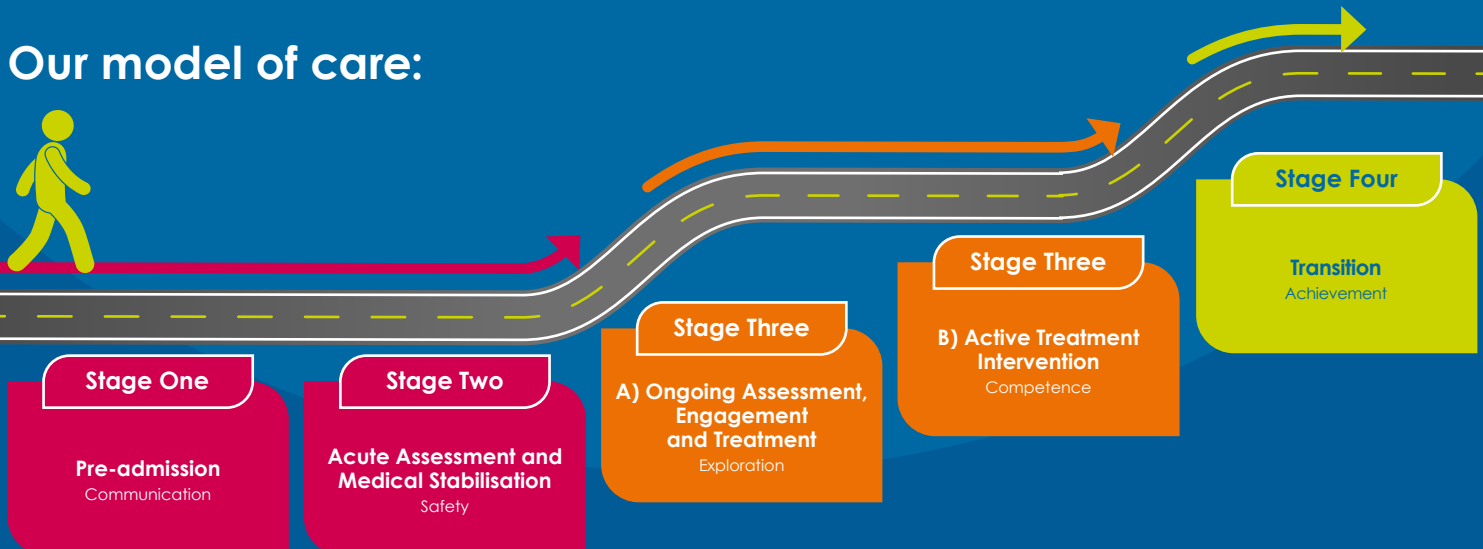 Our model of care:
Stage One
Pre-admission
Communication
Stage Two
Acute Assessment and
Medical Stabilisation
Safety
Stage Three
A) Ongoing Assessment,
Engagement
and Treatment
Exploration
Stage Three
B) Active Treatment
Intervention
Competence
Stage Four
Transition
Achievement